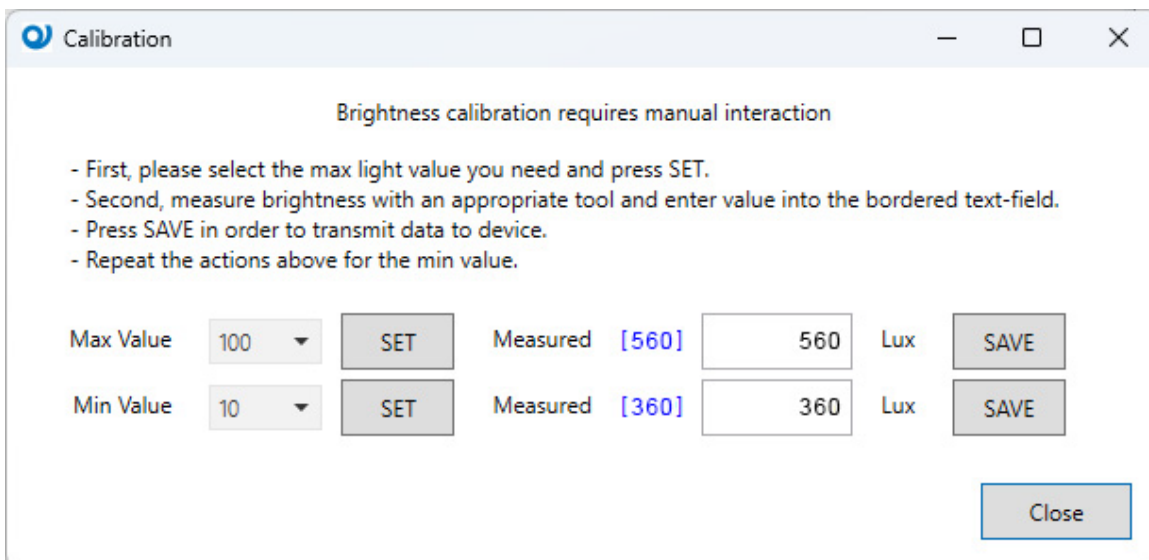 Calibration
Brightness calibration requires manual interaction
- First, please select the max light value you need and press SET.
- Second, measure brightness with an appropriate tool and enter value into the bordered text-field.
- Press SAVE in order to transmit data to device.
- Repeat the actions above for the min value.
Max Value 100 SET Measured [560] 560 Lux SAVE
Min Value 10 SET Measured [360] 360 Lux SAVE
Close